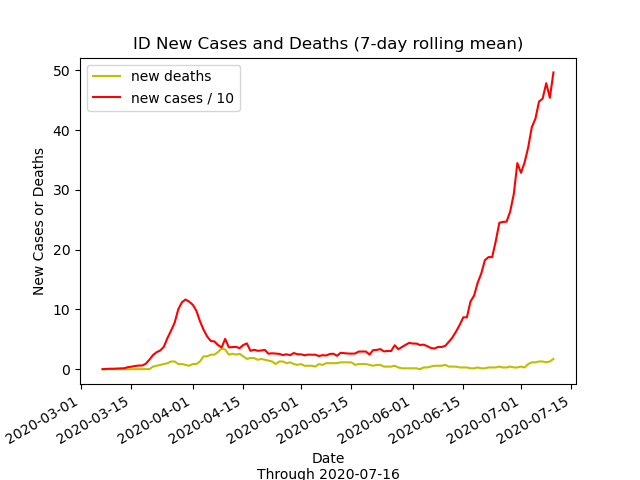 ID New Cases and Deaths (7-day rolling mean)
new deaths
new cases / 10
New Cases or Deaths
50
40
30
20
10
0
2020-03-01
2020-03-15
2020-04-01
2020-04-15
2020-05-01
2020-05-15
2020-06-01
2020-06-15
2020-07-01
2020-07-15
Date
Through 2020-07-16